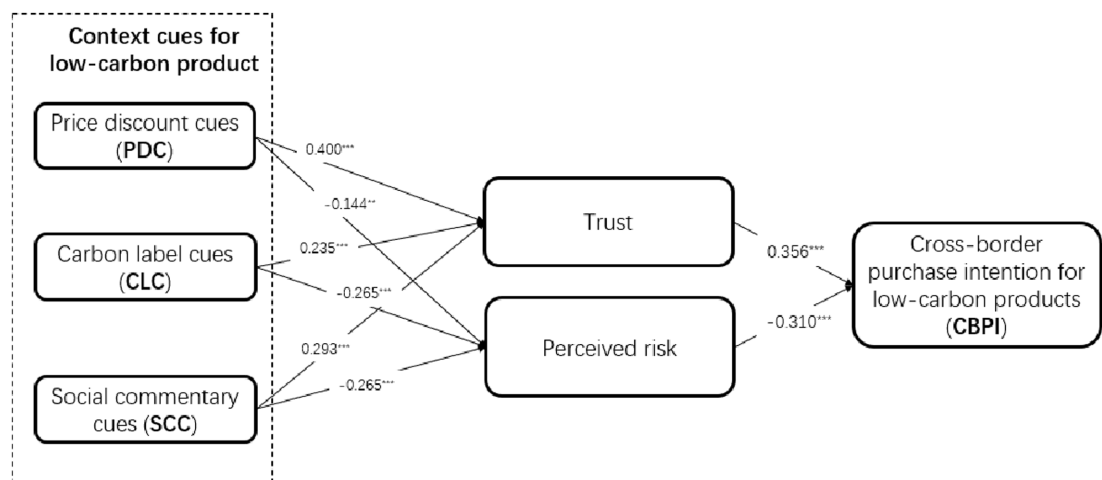 Context cues for
low-carbon product
Price discount cues
(PDC)
0.400***
-0.144**
Trust
Carbon label cues
(CLC)
0.235***
-0.265***
0.356***
Cross-border
purchase intention for
low-carbon products
(CBPI)
-0.310***
Perceived risk
0.293***
-0.265***
Social commentary
cues (SCC)